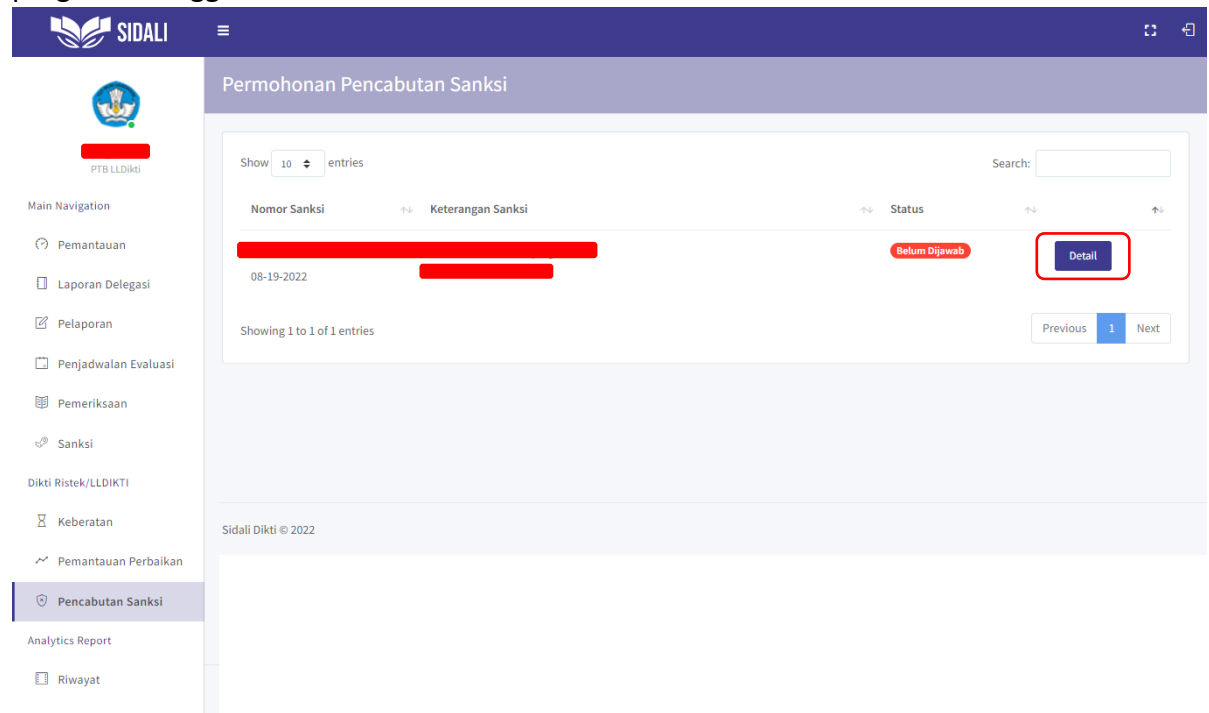 SIDALI
Permohonan Pencabutan Sanksi
PTB LLDikti
Main Navigation
Pemantauan
Laporan Delegasi
Pelaporan
Penjadwalan Evaluasi
Pemeriksaan
Sanksi
Dikti Ristek/LLDIKTI
Keberatan
Pemantauan Perbaikan
Pencabutan Sanksi
Analytics Report
Riwayat
Show 10 entries
Search:
Nomor Sanksi Keterangan Sanksi Status
Belum Dijawab Detail
08-19-2022
Showing 1 to 1 of 1 entries
Previous 1 Next
Sidali Dikti © 2022